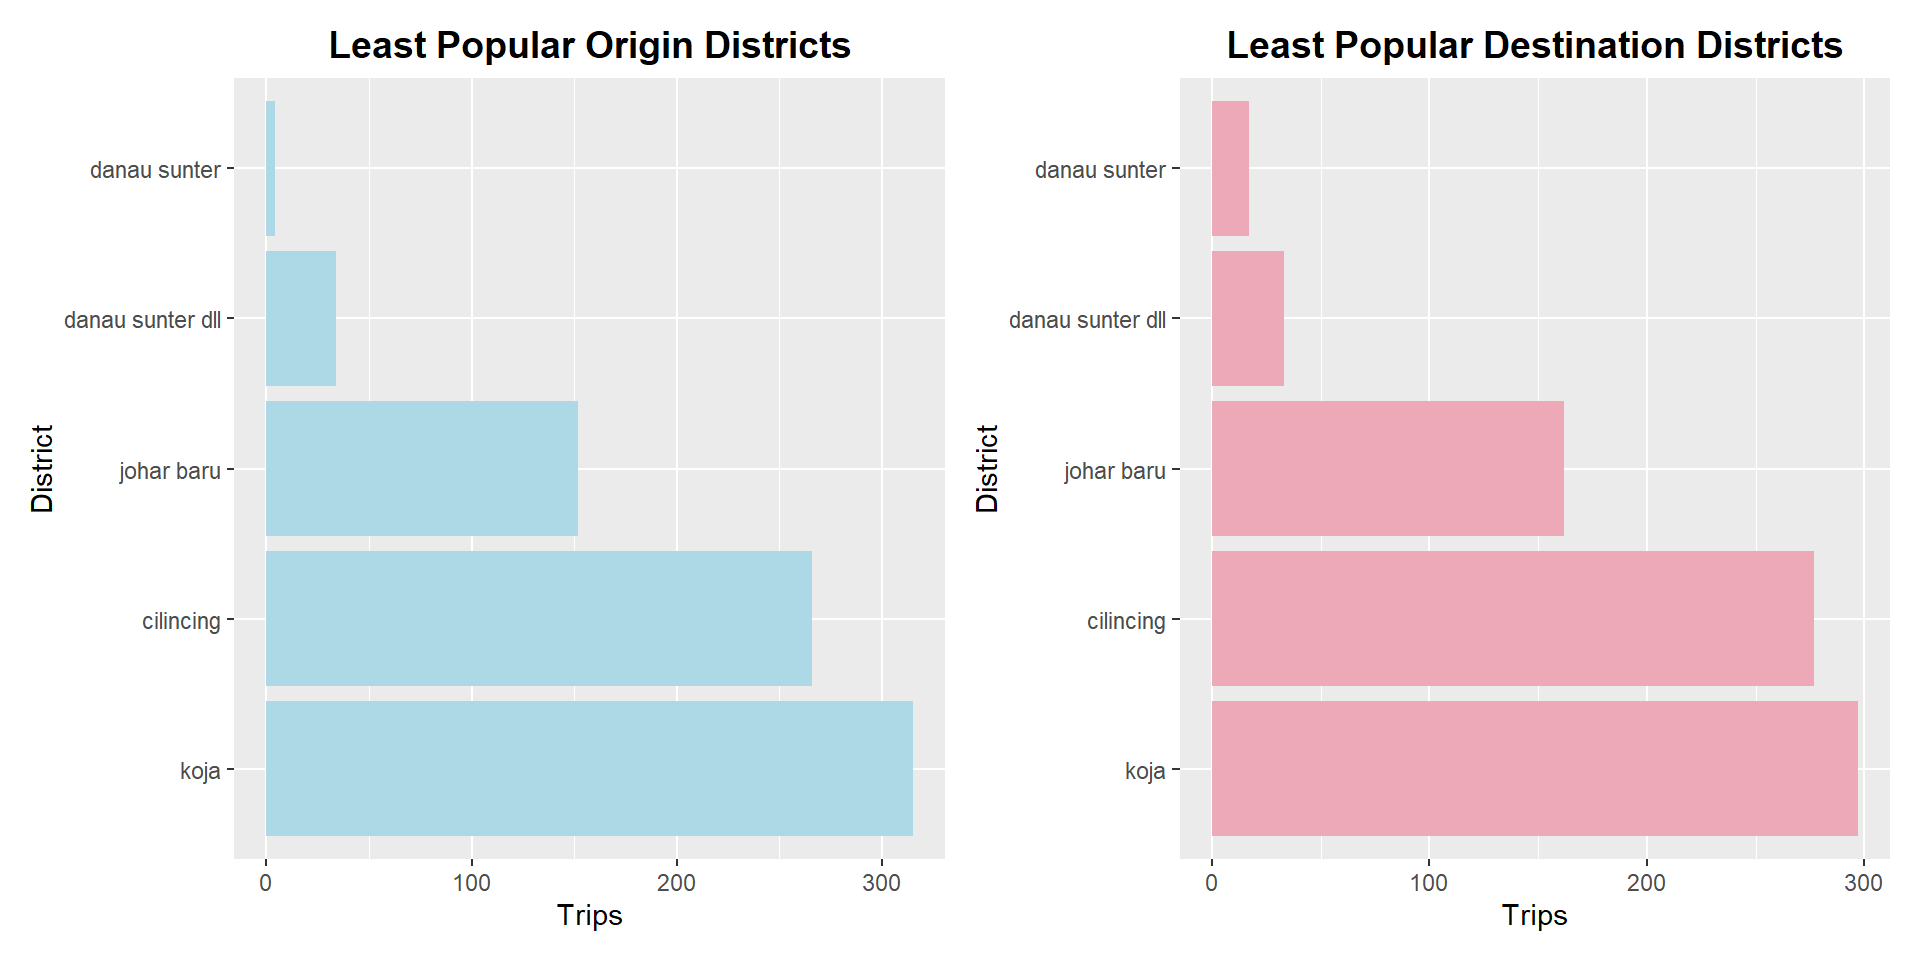 Least Popular Origin Districts
District
danau sunter
danau sunter dll
johar baru
cilincing
koja
0 100 200 300
Trips
Least Popular Destination Districts
District
danau sunter
danau sunter dll
johar baru
cilincing
koja
0 100 200 300
Trips